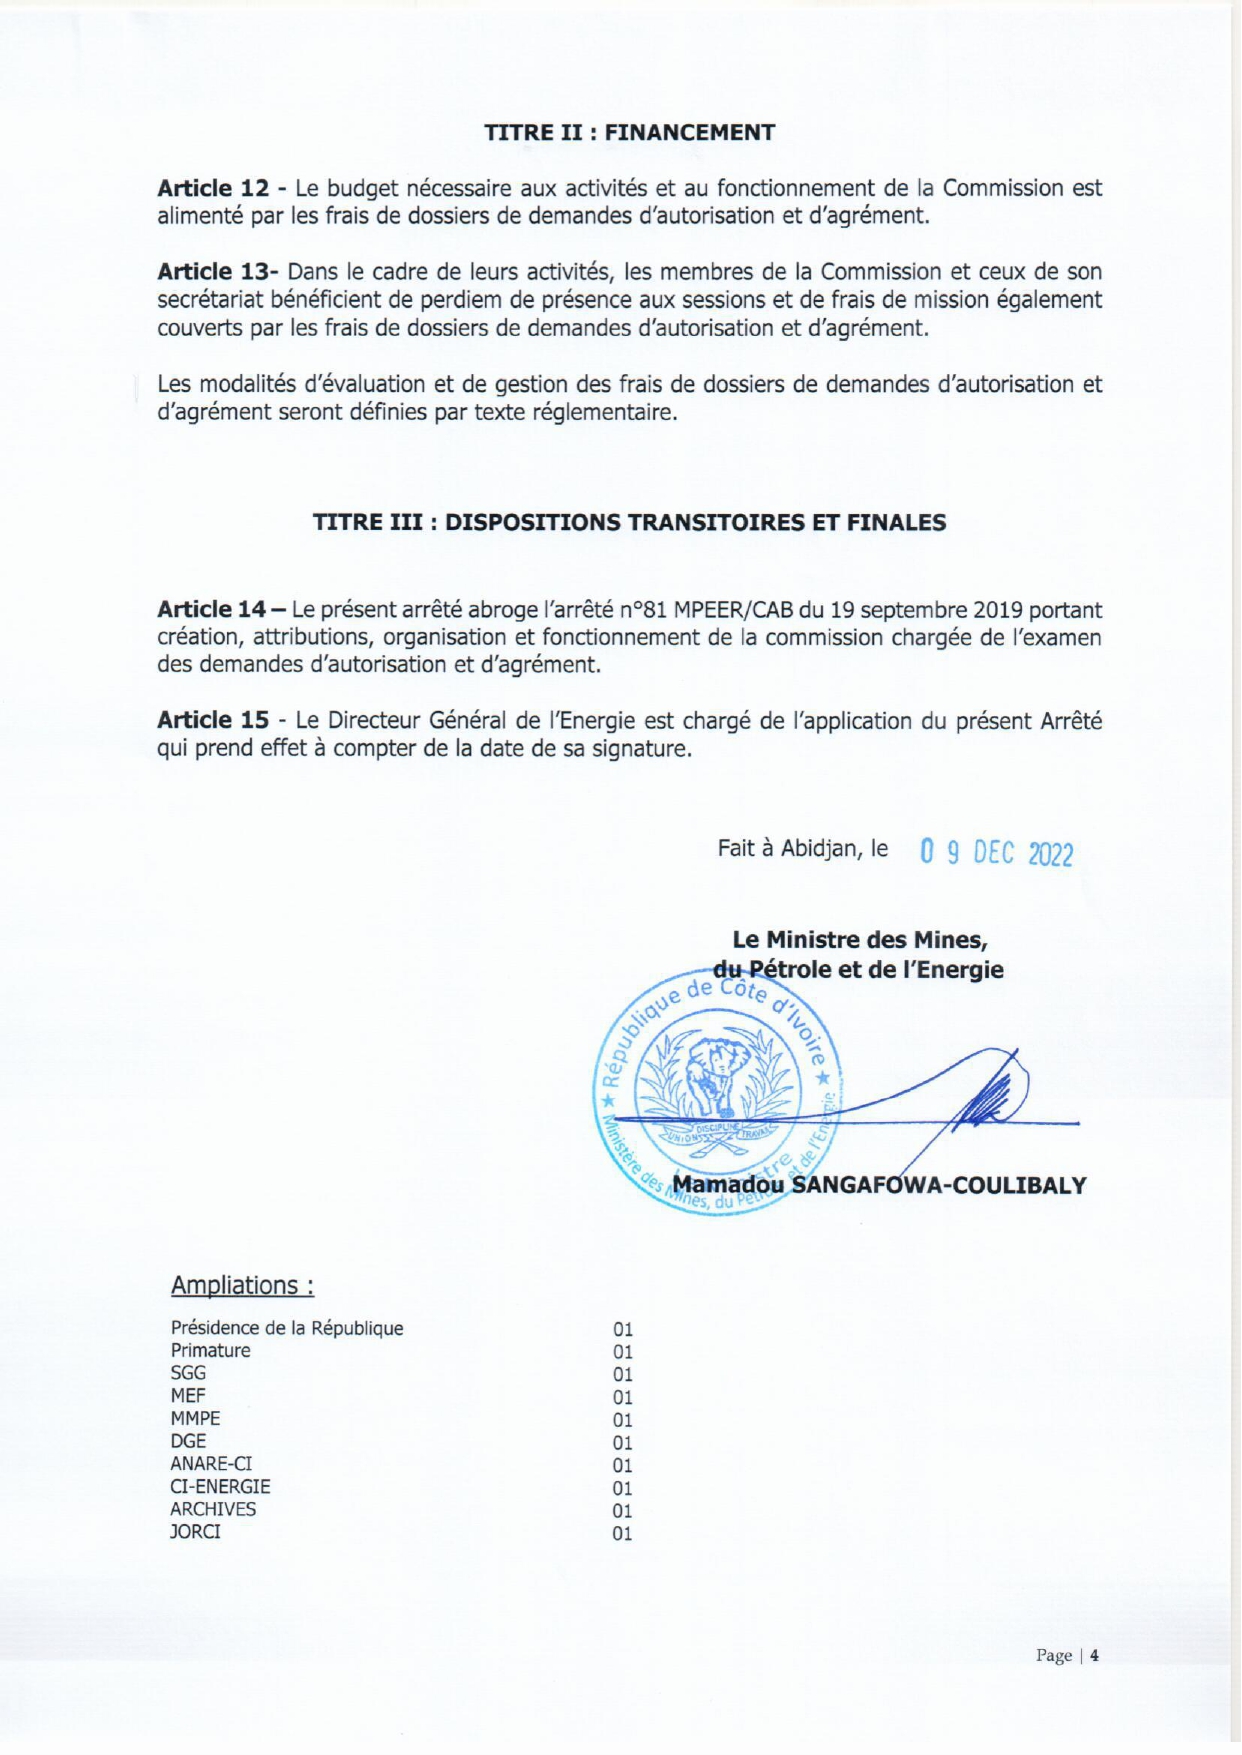 TITRE II : FINANCEMENT
Article 12 - Le budget nécessaire aux activités et au fonctionnement de la Commission est
alimenté par les frais de dossiers de demandes d'autorisation et d'agrément.
Article 13- Dans le cadre de leurs activités, les membres de la Commission et ceux de son
secrétariat bénéficient de perdiem de présence aux sessions et de frais de mission également
couverts par les frais de dossiers de demandes d'autorisation et d'agrément.
Les modalités d'évaluation et de gestion des frais de dossiers de demandes d'autorisation et
d'agrément seront définies par texte réglementaire.
TITRE III : DISPOSITIONS TRANSITOIRES ET FINALES
Article 14 – Le présent arrêté abroge l'arrêté n°81 MPEER/CAB du 19 septembre 2019 portant
création, attributions, organisation et fonctionnement de la commission chargée de l'examen
des demandes d'autorisation et d'agrément.
Article 15 - Le Directeur Général de l'Energie est chargé de l'application du présent Arrêté
qui prend effet à compter de la date de sa signature.
Fait à Abidjan, le 09 DEC 2022
Le Ministre des Mines,
du Pétrole et de l'Energie
★ République de Côte d'Ivoire ★
Ministère des Mines, du Pétrole et de l'Energie
DISCIPLINE
UNION TRAVAIL
Le Ministre
Mamadou SANGAFOWA-COULIBALY
Ampliations :
Présidence de la République 01
Primature 01
SGG 01
MEF 01
MMPE 01
DGE 01
ANARE-CI 01
CI-ENERGIE 01
ARCHIVES 01
JORCI 01
Page | 4